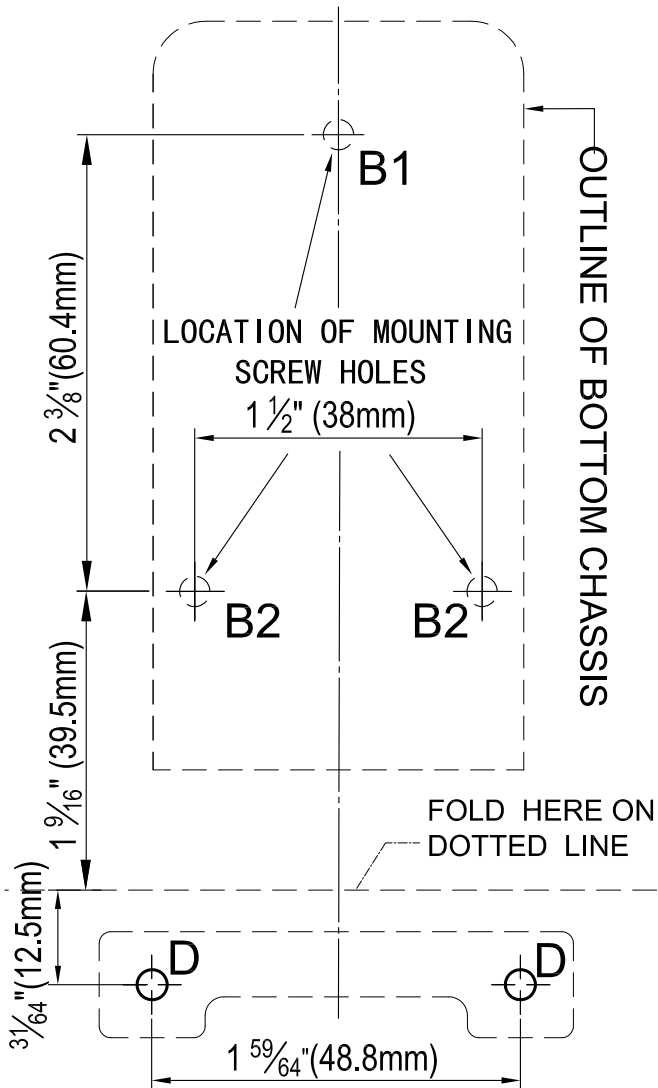 B1
OUTLINE OF BOTTOM CHASSIS
2 ⅜"(60.4mm)
LOCATION OF MOUNTING
SCREW HOLES
1 ½" (38mm)
B2
B2
1 9⁄16" (39.5mm)
FOLD HERE ON
DOTTED LINE
31⁄64"(12.5mm)
D
D
1 59⁄64"(48.8mm)